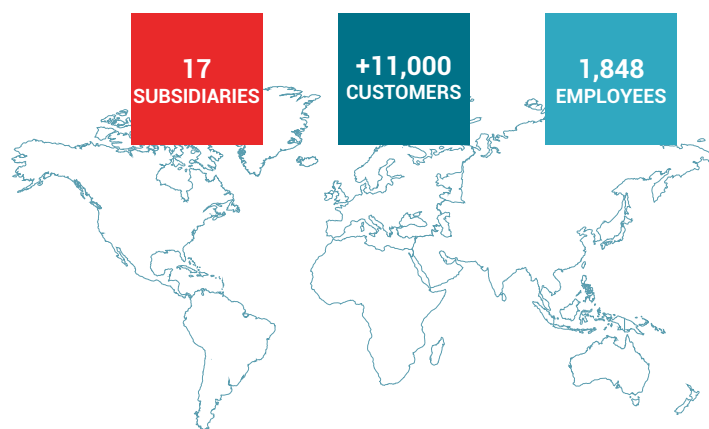 17
SUBSIDIARIES
+11,000
CUSTOMERS
1,848
EMPLOYEES